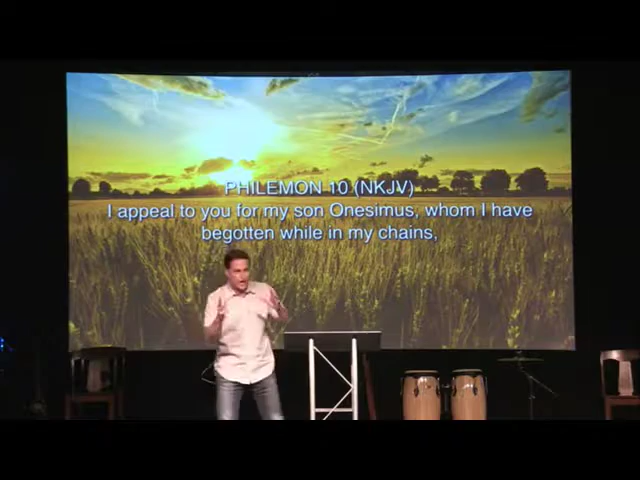 PHILEMON 10 (NKJV)
I appeal to you for my son Onesimus, whom I have
begotten while in my chains,